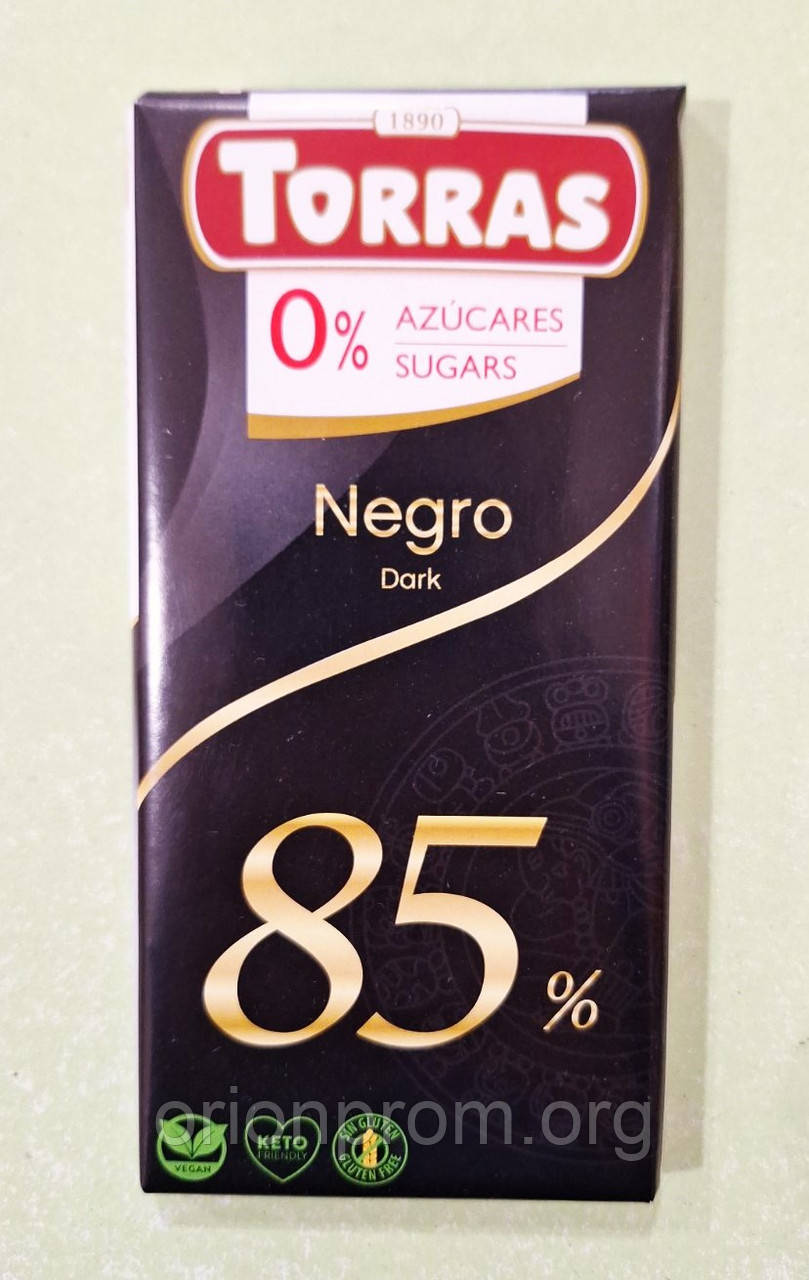 1890
TORRAS
0% AZÚCARES
SUGARS
Negro
Dark
85 %
orionprom.org
VEGAN
KETO
FRIENDLY
SIN GLUTEN
GLUTEN FREE